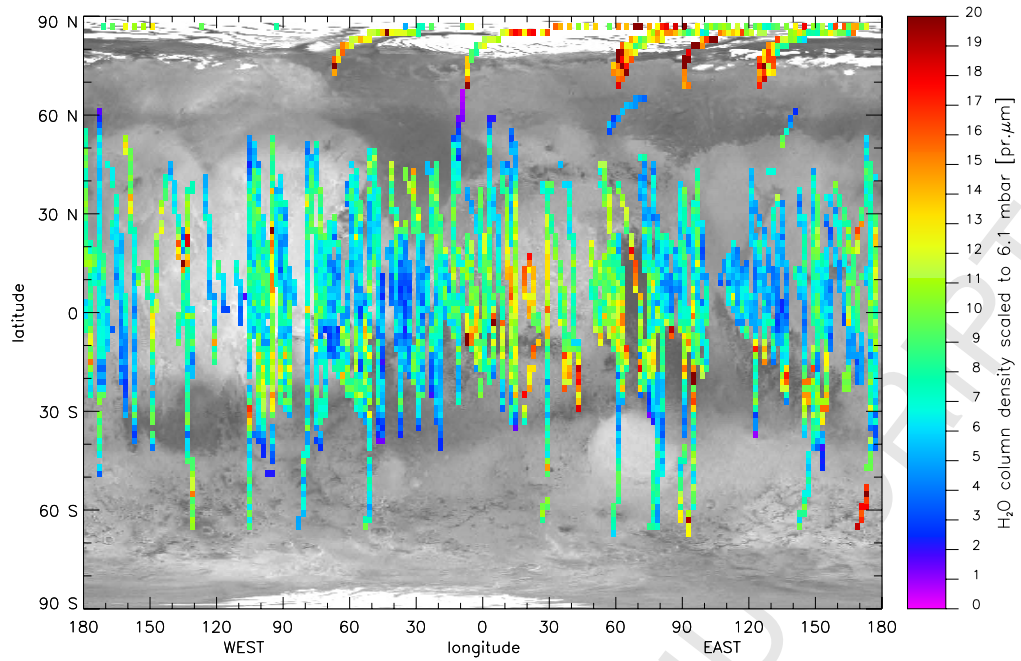 90 N
60 N
30 N
0
30 S
60 S
90 S
latitude
180 150 120 90 60 30 0 30 60 90 120 150 180
WEST longitude EAST
20
19
18
17
16
15
14
13
12
11
10
9
8
7
6
5
4
3
2
1
0
H₂O column density scaled to 6.1 mbar [pr.μm]